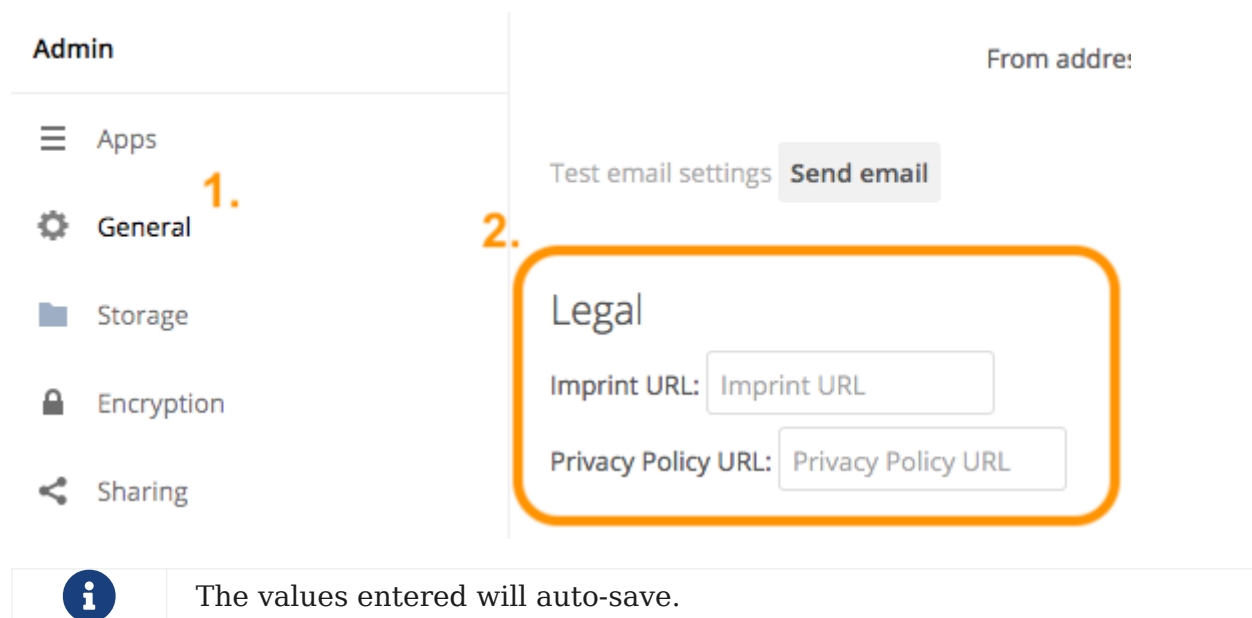 Admin
Apps
1.
General
Storage
Encryption
Sharing
From addre
Test email settings Send email
2.
Legal
Imprint URL: Imprint URL
Privacy Policy URL: Privacy Policy URL
i
The values entered will auto-save.